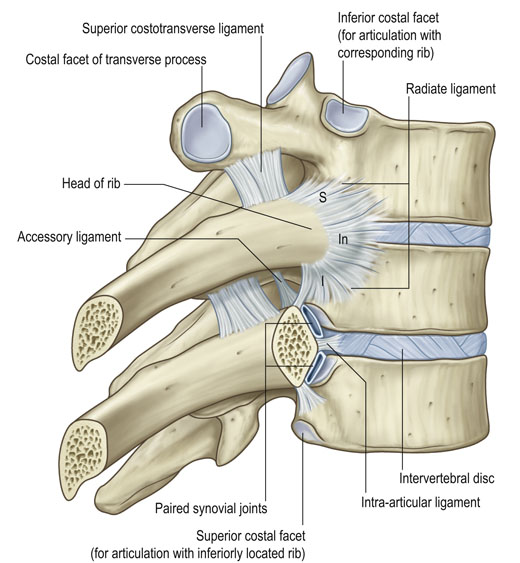 Superior costotransverse ligament
Costal facet of transverse process
Inferior costal facet
(for articulation with
corresponding rib)
Radiate ligament
Head of rib
S
In
Accessory ligament
I
Intervertebral disc
Paired synovial joints
Intra-articular ligament
Superior costal facet
(for articulation with inferiorly located rib)